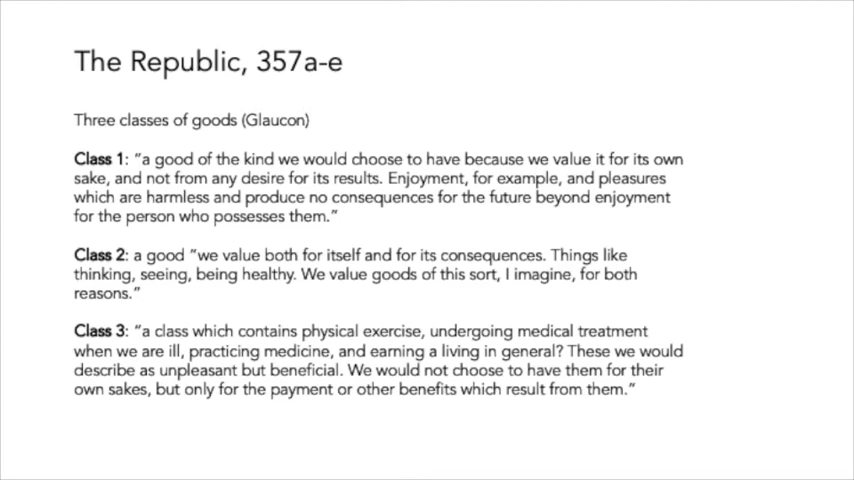 The Republic, 357a-e
Three classes of goods (Glaucon)
Class 1: “a good of the kind we would choose to have because we value it for its own
sake, and not from any desire for its results. Enjoyment, for example, and pleasures
which are harmless and produce no consequences for the future beyond enjoyment
for the person who possesses them.”
Class 2: a good “we value both for itself and for its consequences. Things like
thinking, seeing, being healthy. We value goods of this sort, I imagine, for both
reasons.”
Class 3: “a class which contains physical exercise, undergoing medical treatment
when we are ill, practicing medicine, and earning a living in general? These we would
describe as unpleasant but beneficial. We would not choose to have them for their
own sakes, but only for the payment or other benefits which result from them.”